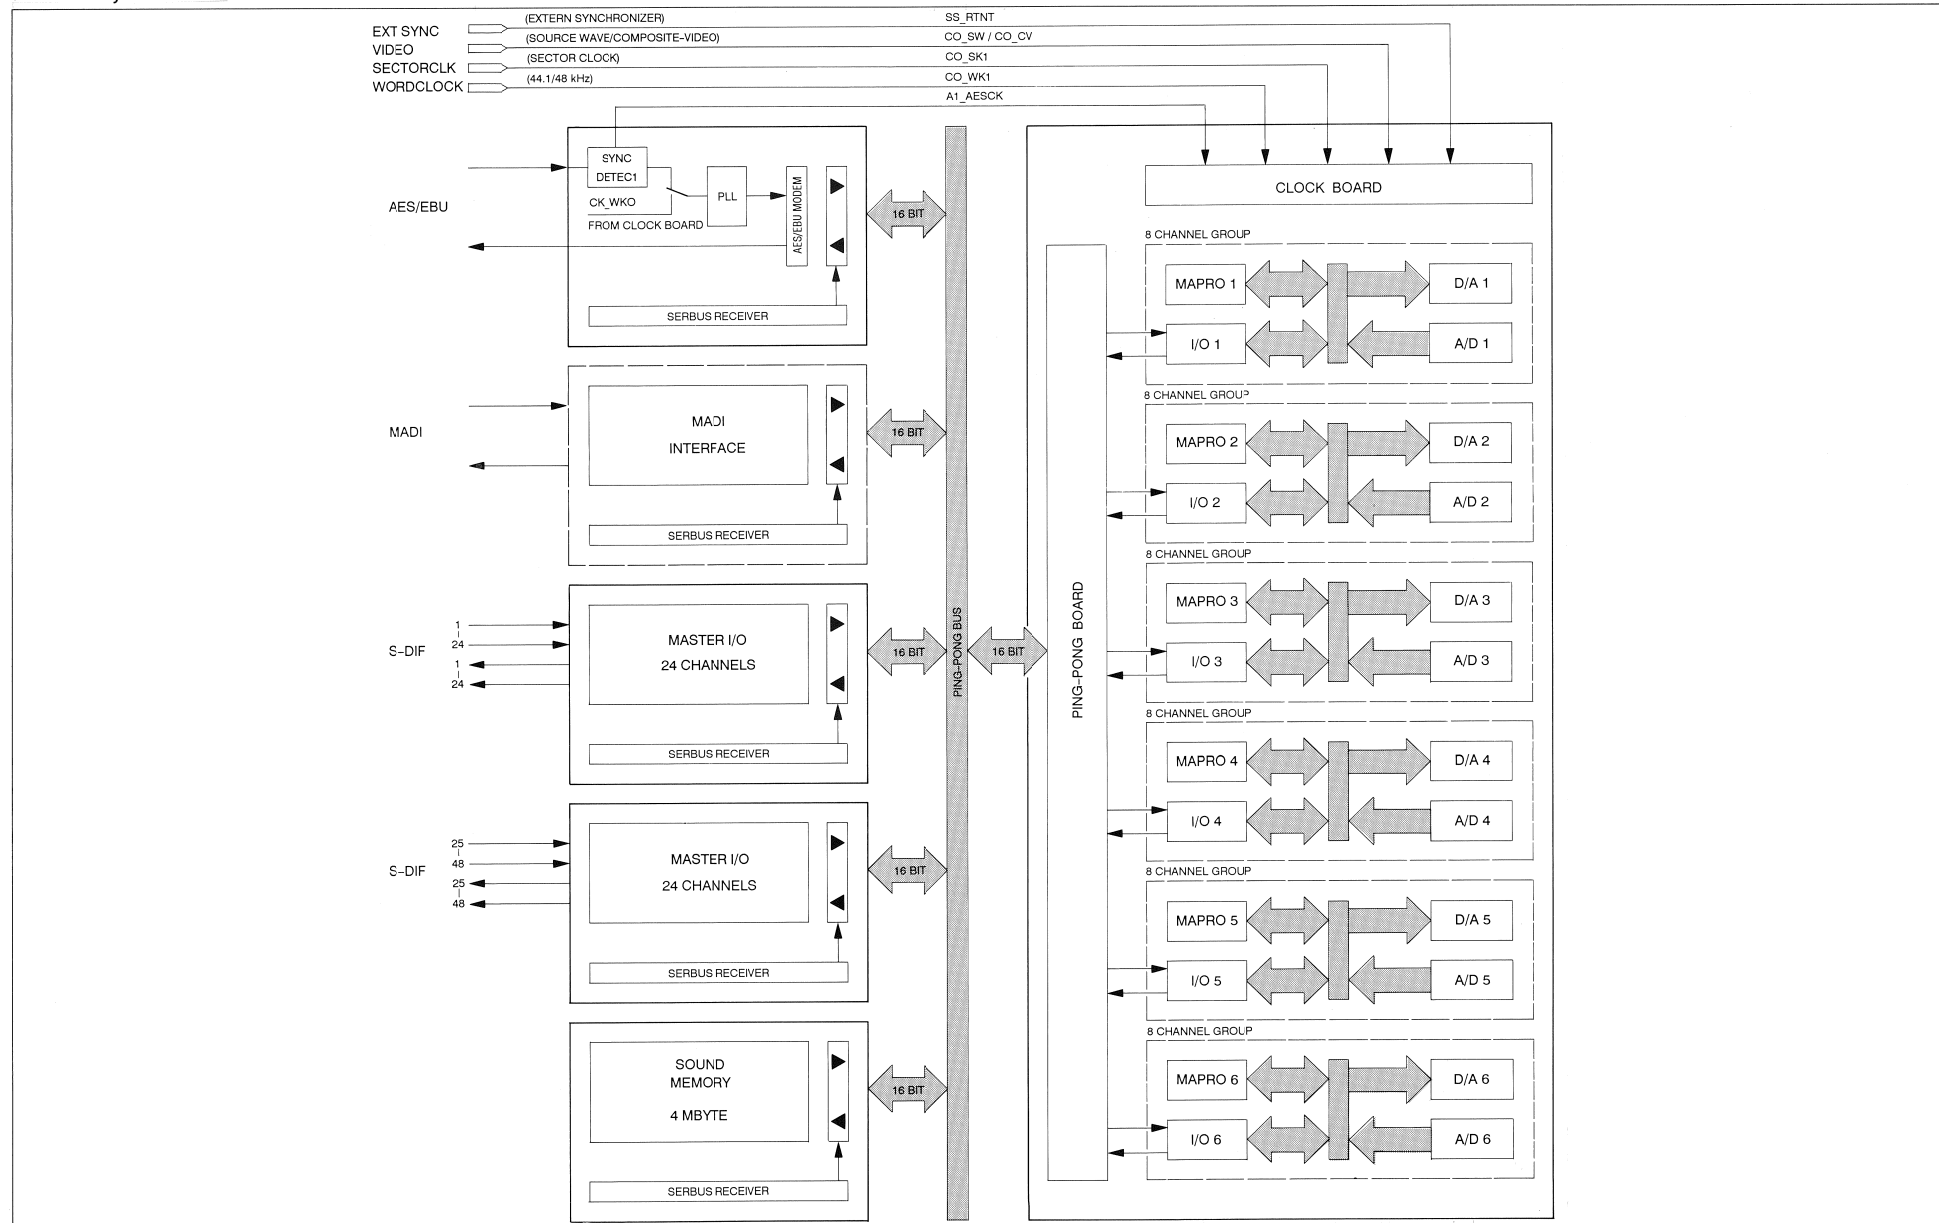 EXT SYNC (EXTERN SYNCHRONIZER) SS_RTNT
VIDEO (SOURCE WAVE/COMPOSITE-VIDEO) CO_SW / CO_CV
SECTORCLK (SECTOR CLOCK) CO_SK1
WORDCLOCK (44.1/48 kHz) CO_WK1
A1_AESCK
AES/EBU
SYNC
DETEC1
CK_WKO
FROM CLOCK BOARD
PLL
AES/EBU MODEM
SERBUS RECEIVER
16 BIT
MADI
MADI
INTERFACE
SERBUS RECEIVER
16 BIT
S-DIF
1
24
1
24
MASTER I/O
24 CHANNELS
SERBUS RECEIVER
16 BIT
S-DIF
25
48
25
48
MASTER I/O
24 CHANNELS
SERBUS RECEIVER
16 BIT
SOUND
MEMORY
4 MBYTE
SERBUS RECEIVER
16 BIT
PING-PONG BUS
16 BIT
PING-PONG BOARD
CLOCK BOARD
8 CHANNEL GROUP
MAPRO 1
D/A 1
I/O 1
A/D 1
8 CHANNEL GROUP
MAPRO 2
D/A 2
I/O 2
A/D 2
8 CHANNEL GROUP
MAPRO 3
D/A 3
I/O 3
A/D 3
8 CHANNEL GROUP
MAPRO 4
D/A 4
I/O 4
A/D 4
8 CHANNEL GROUP
MAPRO 5
D/A 5
I/O 5
A/D 5
8 CHANNEL GROUP
MAPRO 6
D/A 6
I/O 6
A/D 6